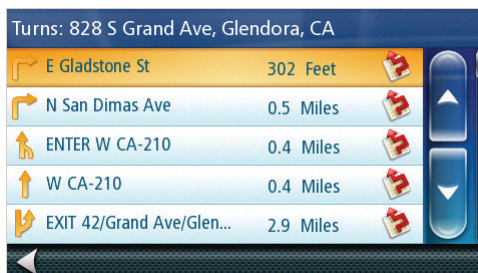 Turns: 828 S Grand Ave, Glendora, CA
E Gladstone St 302 Feet
N San Dimas Ave 0.5 Miles
ENTER W CA-210 0.4 Miles
W CA-210 0.4 Miles
EXIT 42/Grand Ave/Glen... 2.9 Miles